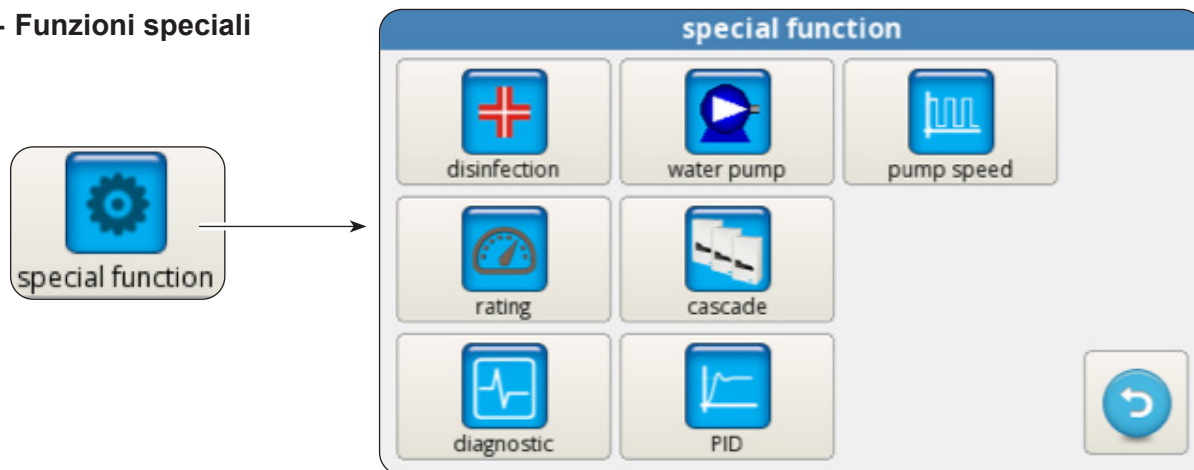 - Funzioni speciali
special function
special function
disinfection
water pump
pump speed
rating
cascade
diagnostic
PID